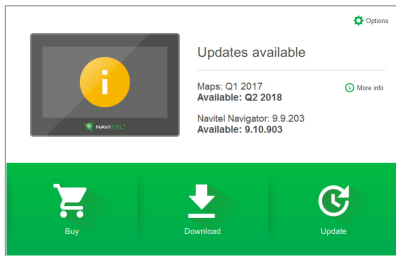 Options
Updates available
Maps: Q1 2017
Available: Q2 2018
More info
Navitel Navigator: 9.9.203
Available: 9.10.903
NAVITEL
Buy
Download
Update